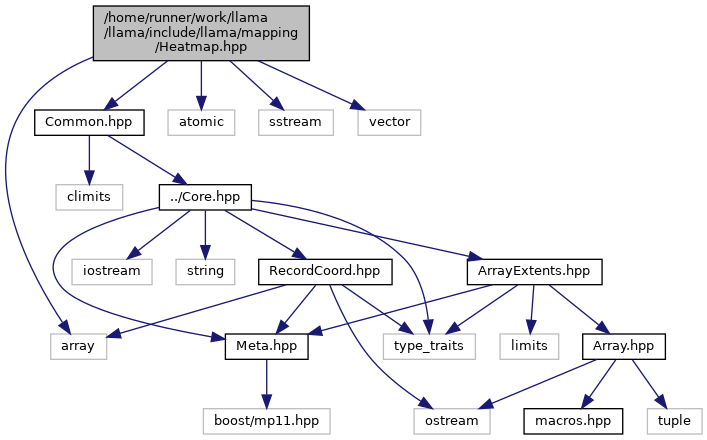 /home/runner/work/llama
/llama/include/llama/mapping
/Heatmap.hpp
Common.hpp
atomic
sstream
vector
climits
../Core.hpp
iostream
string
RecordCoord.hpp
ArrayExtents.hpp
array
Meta.hpp
type_traits
limits
Array.hpp
boost/mp11.hpp
ostream
macros.hpp
tuple